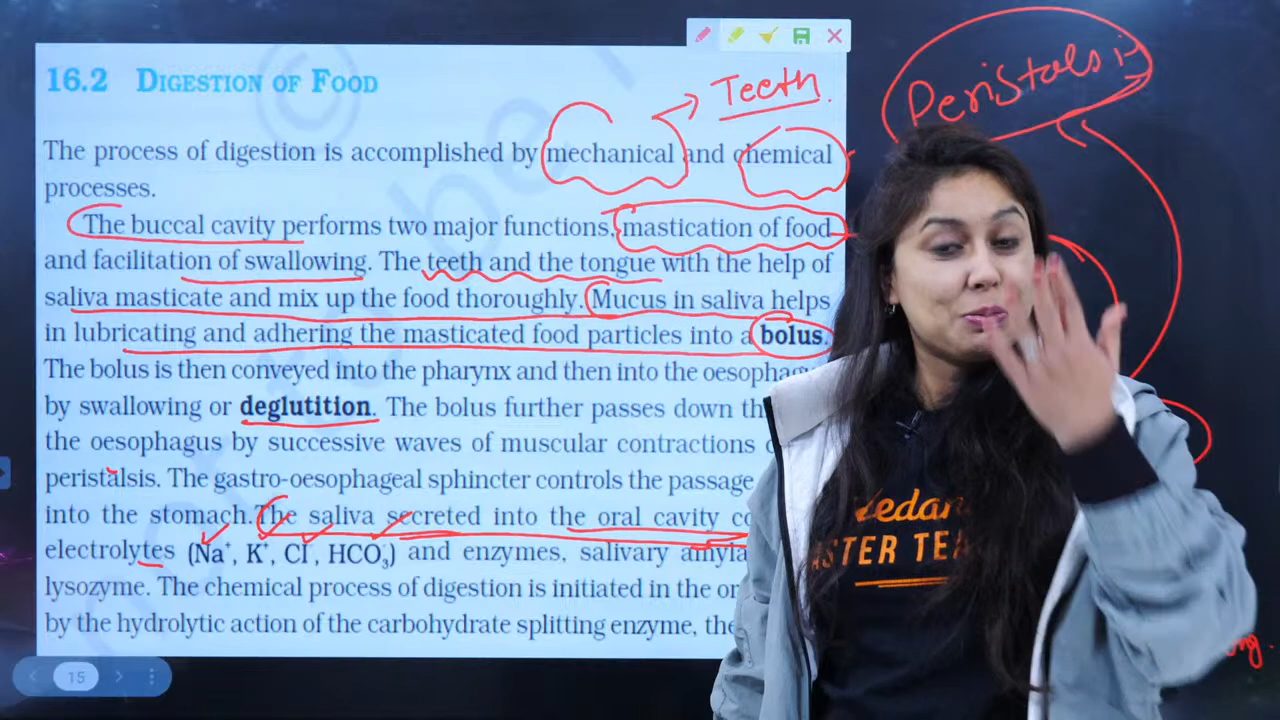 16.2 DIGESTION OF FOOD
Teeth.
Peristalsis
The process of digestion is accomplished by mechanical and chemical
processes.
The buccal cavity performs two major functions, mastication of food
and facilitation of swallowing. The teeth and the tongue with the help of
saliva masticate and mix up the food thoroughly. Mucus in saliva helps
in lubricating and adhering the masticated food particles into a bolus.
The bolus is then conveyed into the pharynx and then into the oesophagu
by swallowing or deglutition. The bolus further passes down th
the oesophagus by successive waves of muscular contractions
peristalsis. The gastro-oesophageal sphincter controls the passage
into the stomach. The saliva secreted into the oral cavity co
electrolytes (Na⁺, K⁺, Cl⁻, HCO₃⁻) and enzymes, salivary amyla
lysozyme. The chemical process of digestion is initiated in the or
by the hydrolytic action of the carbohydrate splitting enzyme, the
Vedan
ASTER TEA
15